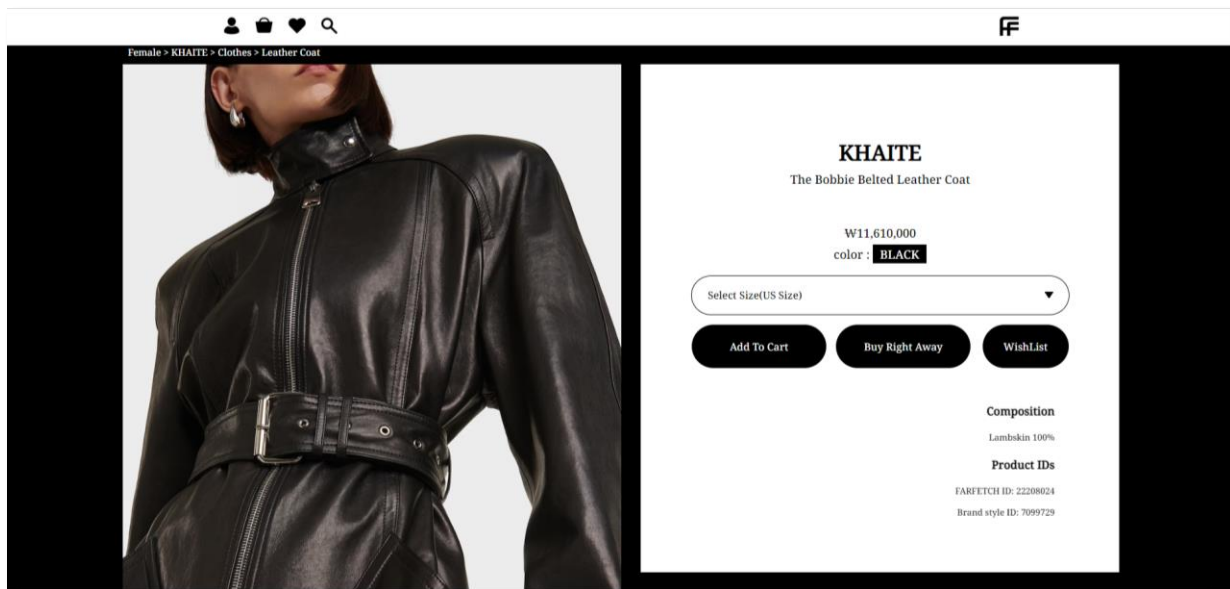 Female > KHAITE > Clothes > Leather Coat
KHAITE
The Bobbie Belted Leather Coat
₩11,610,000
color : BLACK
Select Size(US Size)
Add To Cart
Buy Right Away
WishList
Composition
Lambskin 100%
Product IDs
FARFETCH ID: 22208024
Brand style ID: 7099729